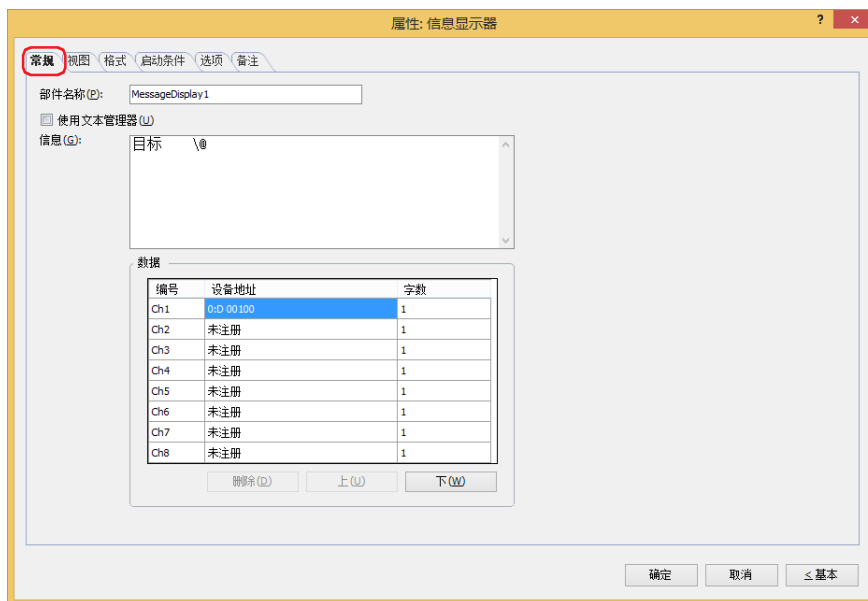 属性: 信息显示器
? ×
常规 视图 格式 启动条件 选项 备注
部件名称(P): MessageDisplay1
使用文本管理器(U)
信息(G): 目标 \@
数据
编号 设备地址 字数
Ch1 0:D 00100 1
Ch2 未注册 1
Ch3 未注册 1
Ch4 未注册 1
Ch5 未注册 1
Ch6 未注册 1
Ch7 未注册 1
Ch8 未注册 1
删除(D) 上(U) 下(W)
确定 取消 ≤基本